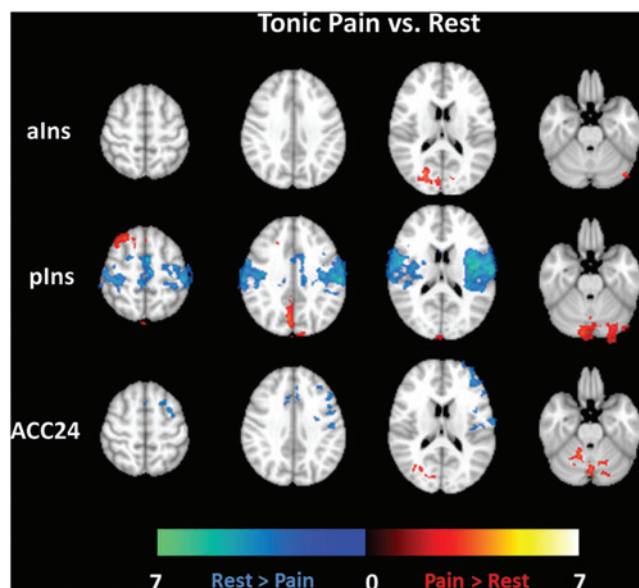 Tonic Pain vs. Rest
aIns
pIns
ACC24
7 Rest > Pain 0 Pain > Rest 7